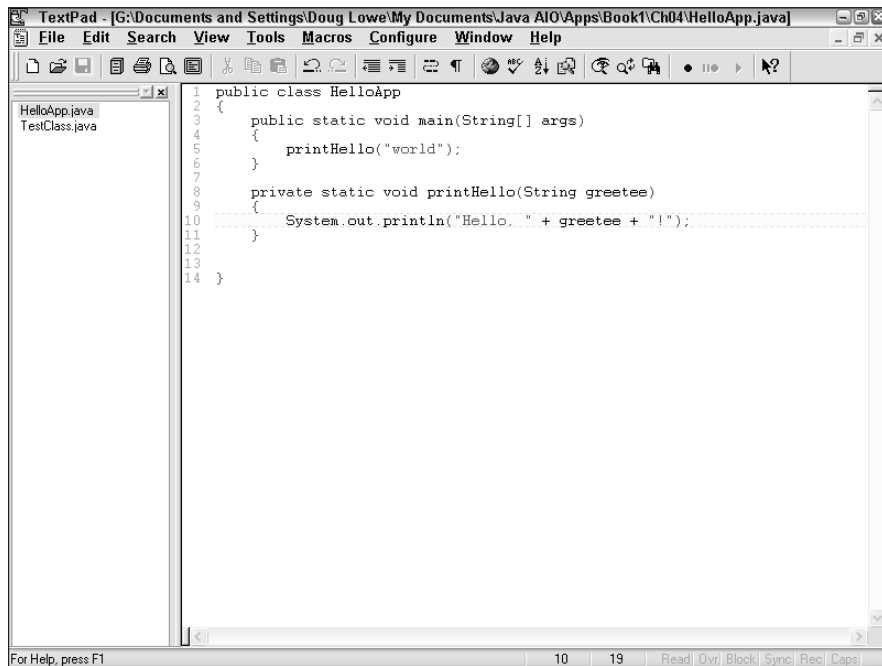 TextPad - [G:\Documents and Settings\Doug Lowe\My Documents\Java AIO\Apps\Book1\Ch04\HelloApp.java]
File Edit Search View Tools Macros Configure Window Help
HelloApp.java
TestClass.java
1 public class HelloApp
2 {
3     public static void main(String[] args)
4     {
5         printHello("world");
6     }
7
8     private static void printHello(String greetee)
9     {
10         System.out.println("Hello, " + greetee + "!");
11     }
12
13
14 }
For Help, press F1 10 19 Read Ovr Block Sync Rec Caps